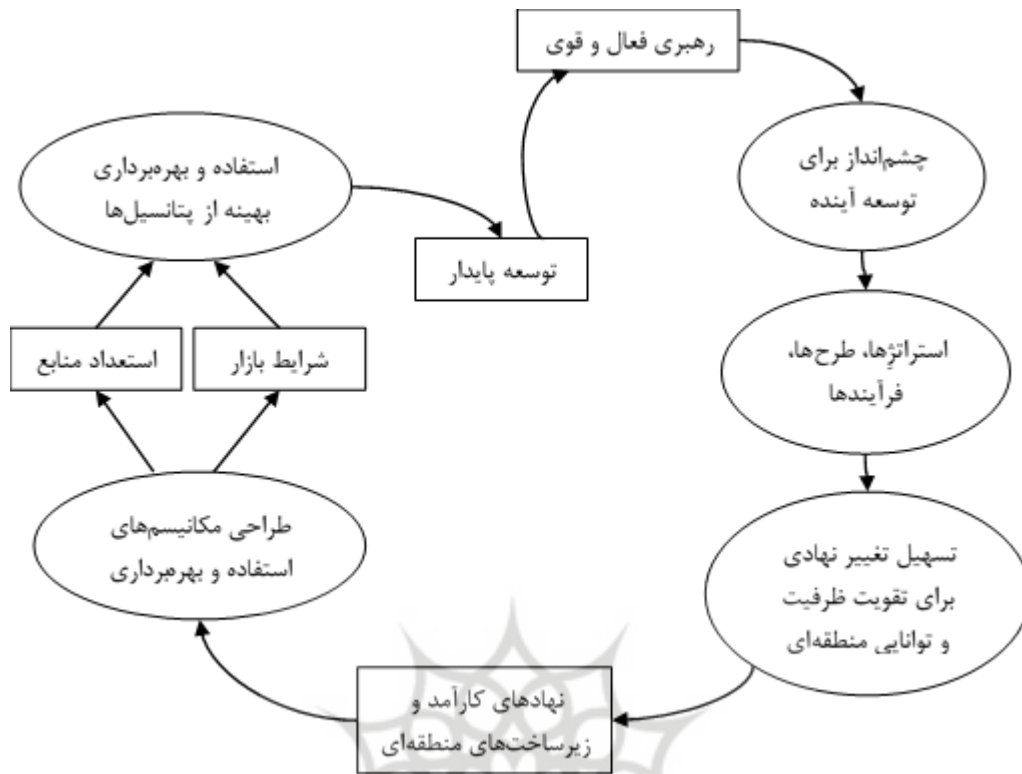 رهبری فعال و قوی
چشم‌انداز برای
توسعه آینده
استراتژِها، طرح‌ها،
فرآیندها
تسهیل تغییر نهادی
برای تقویت ظرفیت
و توانایی منطقه‌ای
نهادهای کارآمد و
زیرساخت‌های منطقه‌ای
طراحی مکانیسم‌های
استفاده و بهره‌برداری
شرایط بازار
استعداد منابع
استفاده و بهره‌برداری
بهینه از پتانسیل‌ها
توسعه پایدار